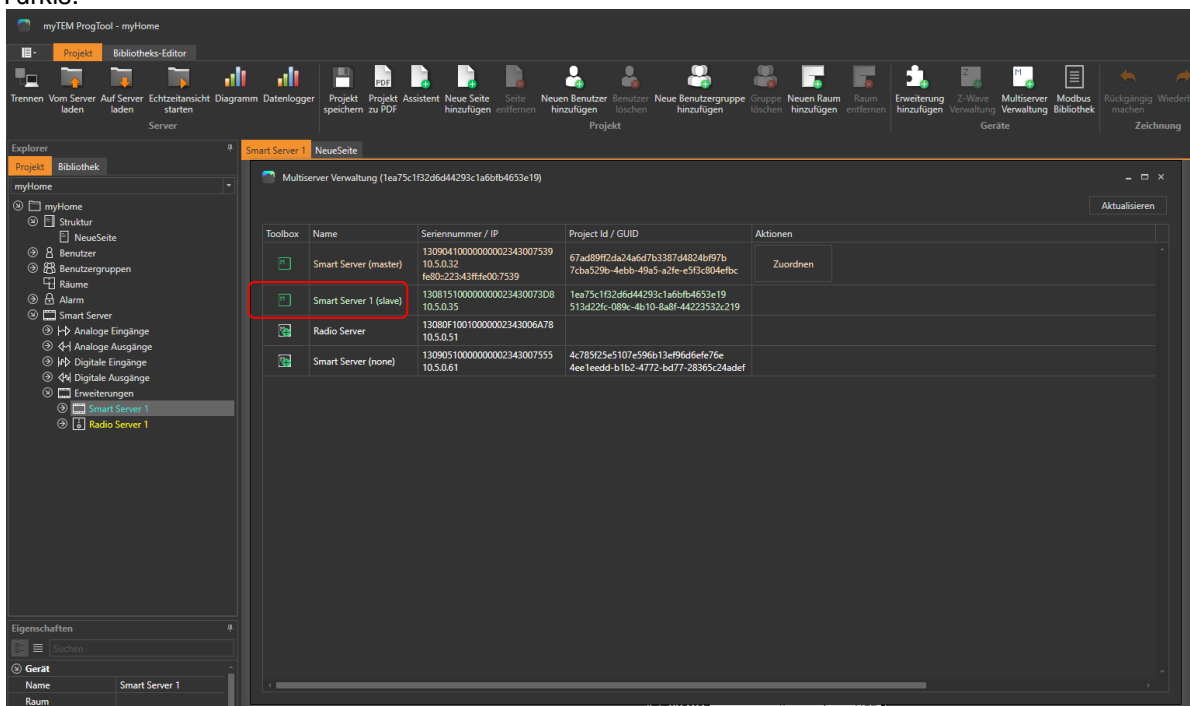 Türkis.
myTEM ProgTool - myHome
Projekt Bibliotheks-Editor
Trennen Vom Server laden Auf Server laden Echtzeitansicht starten Diagramm Datenlogger
Projekt speichern Projekt zu PDF Assistent Neue Seite hinzufügen Seite entfernen Neuen Benutzer hinzufügen Benutzer löschen Neue Benutzergruppe hinzufügen Gruppe löschen Neuen Raum hinzufügen Raum entfernen
Erweiterung hinzufügen Z-Wave Verwaltung Multiserver Verwaltung Modbus Bibliothek
Rückgängig machen
Server Projekt Geräte Zeichnung
Explorer
Projekt Bibliothek
myHome
myHome
Struktur
NeueSeite
Benutzer
Benutzergruppen
Räume
Alarm
Smart Server
Analoge Eingänge
Analoge Ausgänge
Digitale Eingänge
Digitale Ausgänge
Erweiterungen
Smart Server 1
Radio Server 1
Eigenschaften
Suchen
Gerät
Name Smart Server 1
Raum
Smart Server 1 NeueSeite
Multiserver Verwaltung (1ea75c1f32d6d44293c1a6bfb4653e19)
Aktualisieren
Toolbox Name Seriennummer / IP Project Id / GUID Aktionen
Smart Server (master)
13090410000000002343007539
10.5.0.32
fe80::223:43ff:fe00:7539
67ad89ff2da24a6d7b3387d4824bf97b
7cba529b-4ebb-49a5-a2fe-e5f3c804efbc
Zuordnen
Smart Server 1 (slave)
130815100000000023430073D8
10.5.0.35
1ea75c1f32d6d44293c1a6bfb4653e19
513d22fc-089c-4b10-8a8f-44223532c219
Radio Server
13080F10010000002343006A78
10.5.0.51
Smart Server (none)
13090510000000002343007555
10.5.0.61
4c785f25e5107e596b13ef96d6efe76e
4ee1eedd-b1b2-4772-bd77-28365c24adef